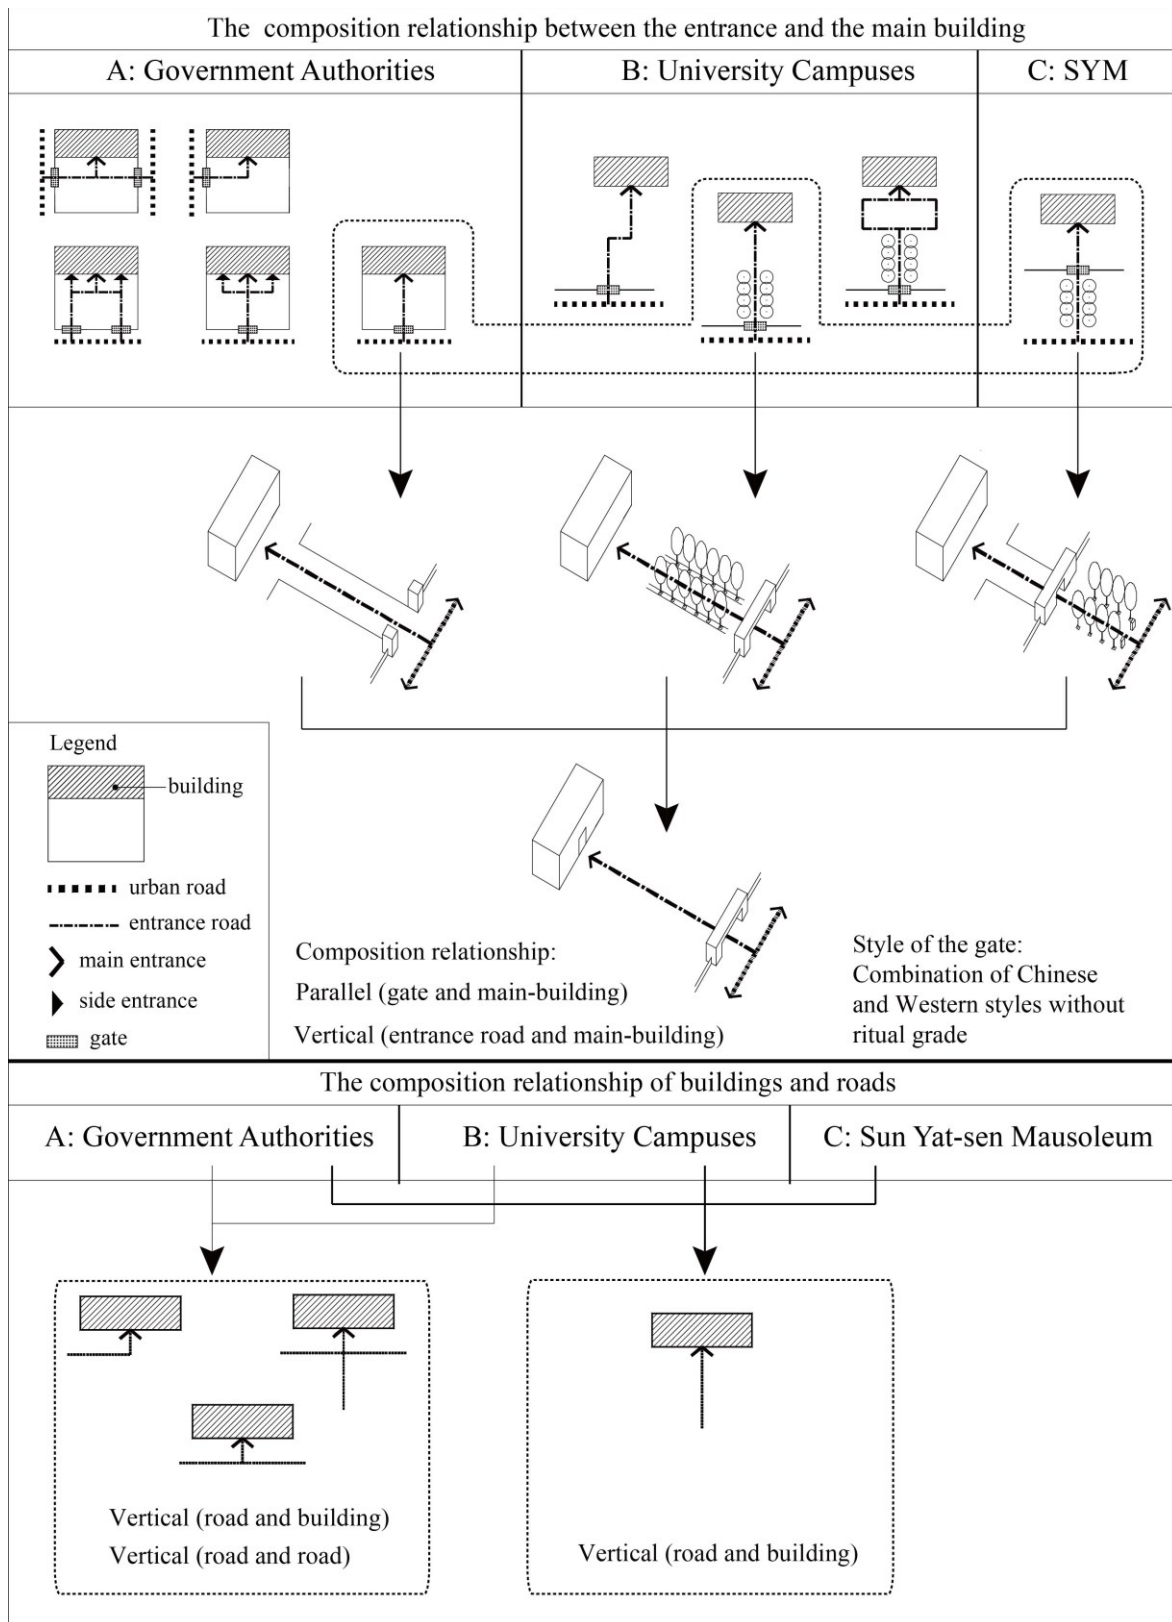 The composition relationship between the entrance and the main building
A: Government Authorities
B: University Campuses
C: SYM
Legend
building
urban road
entrance road
main entrance
side entrance
gate
Composition relationship:
Parallel (gate and main-building)
Vertical (entrance road and main-building)
Style of the gate:
Combination of Chinese
and Western styles without
ritual grade
The composition relationship of buildings and roads
A: Government Authorities
B: University Campuses
C: Sun Yat-sen Mausoleum
Vertical (road and building)
Vertical (road and road)
Vertical (road and building)